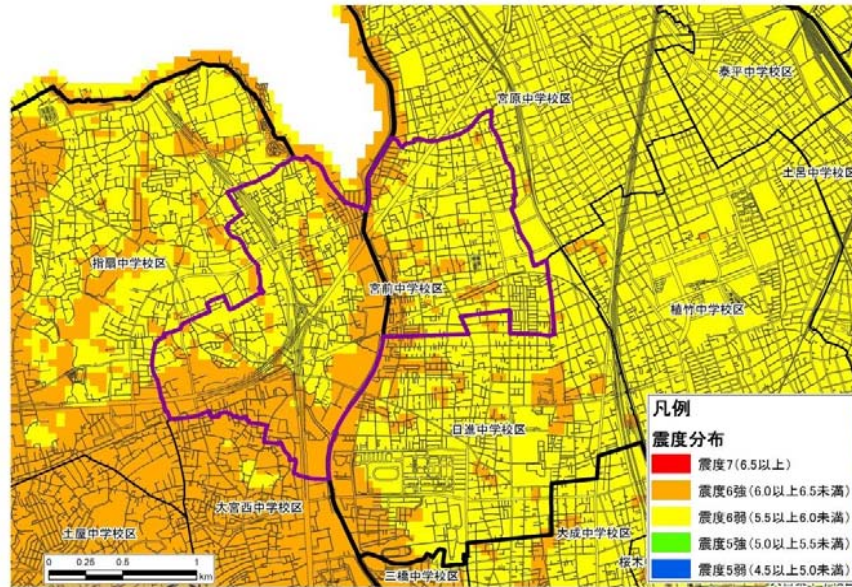 泰平中学校区
宮原中学校区
土呂中学校区
指扇中学校区
宮前中学校区
植竹中学校区
日進中学校区
大宮西中学校区
土屋中学校区
大成中学校区
三橋中学校区
桜木
凡例
震度分布
震度7(6.5以上)
震度6強(6.0以上6.5未満)
震度6弱(5.5以上6.0未満)
震度5強(5.0以上5.5未満)
震度5弱(4.5以上5.0未満)
0 0.25 0.5 1
km